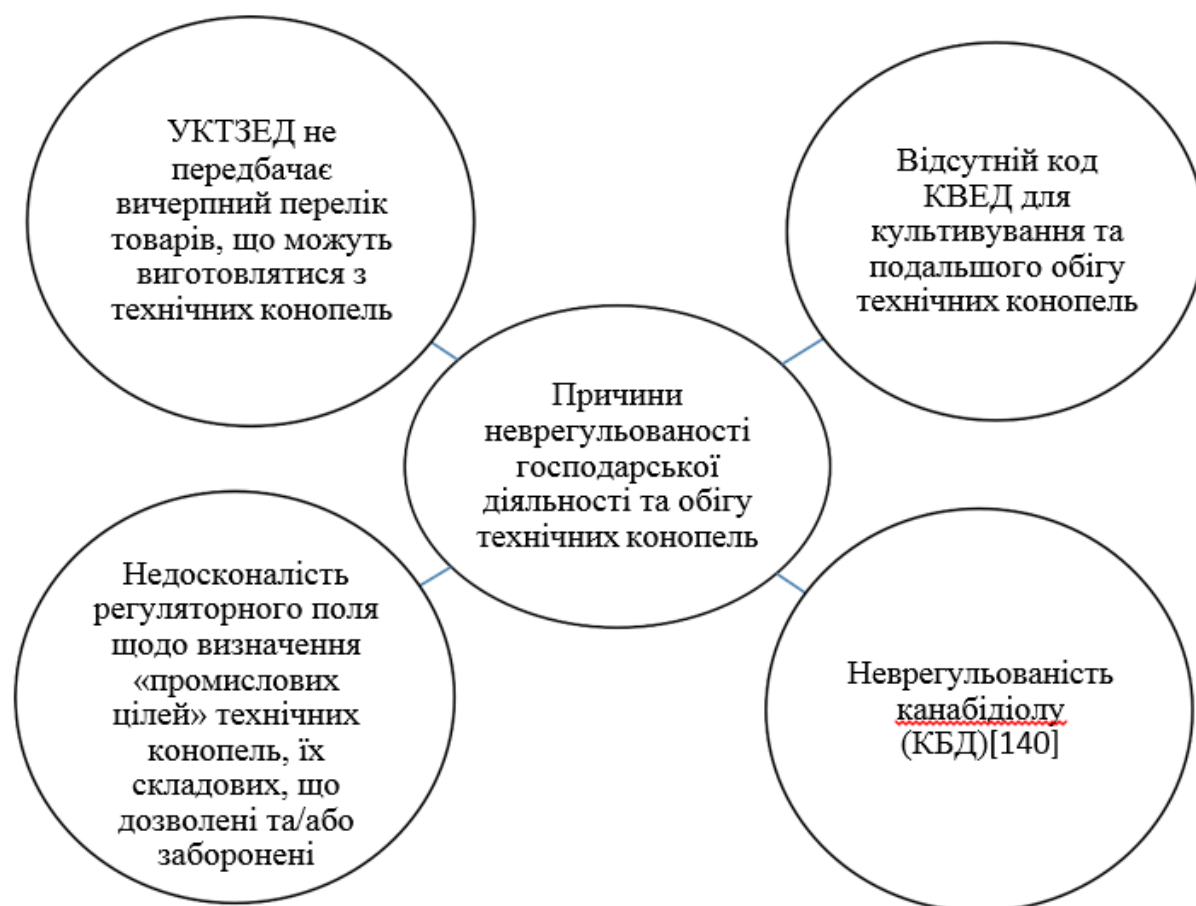 УКТЗЕД не
передбачає
вичерпний перелік
товарів, що можуть
виготовлятися з
технічних конопель
Відсутній код
КВЕД для
культивування та
подальшого обігу
технічних конопель
Причини
неврегульованості
господарської
діяльності та обігу
технічних конопель
Недосконалість
регуляторного поля
щодо визначення
«промислових
цілей» технічних
конопель, їх
складових, що
дозволені та/або
заборонені
Неврегульованість
канабідіолу
(КБД)[140]